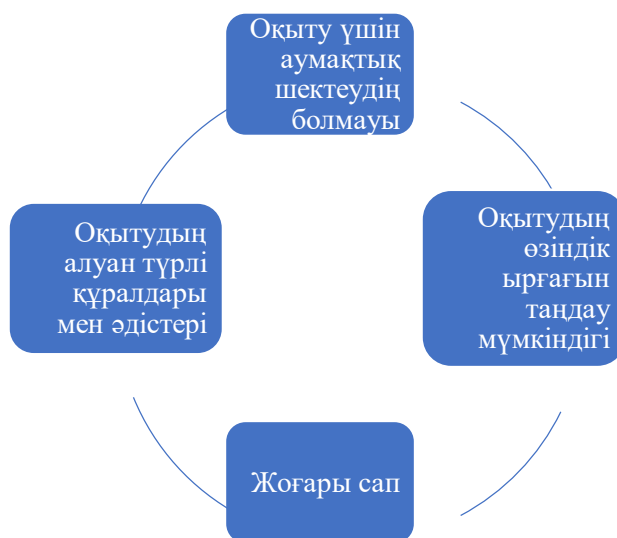 Оқыту үшін
аумақтық
шектеудің
болмауы
Оқытудың
өзіндік
ырғағын
таңдау
мүмкіндігі
Жоғары сап
Оқытудың
алуан түрлі
құралдары
мен әдістері